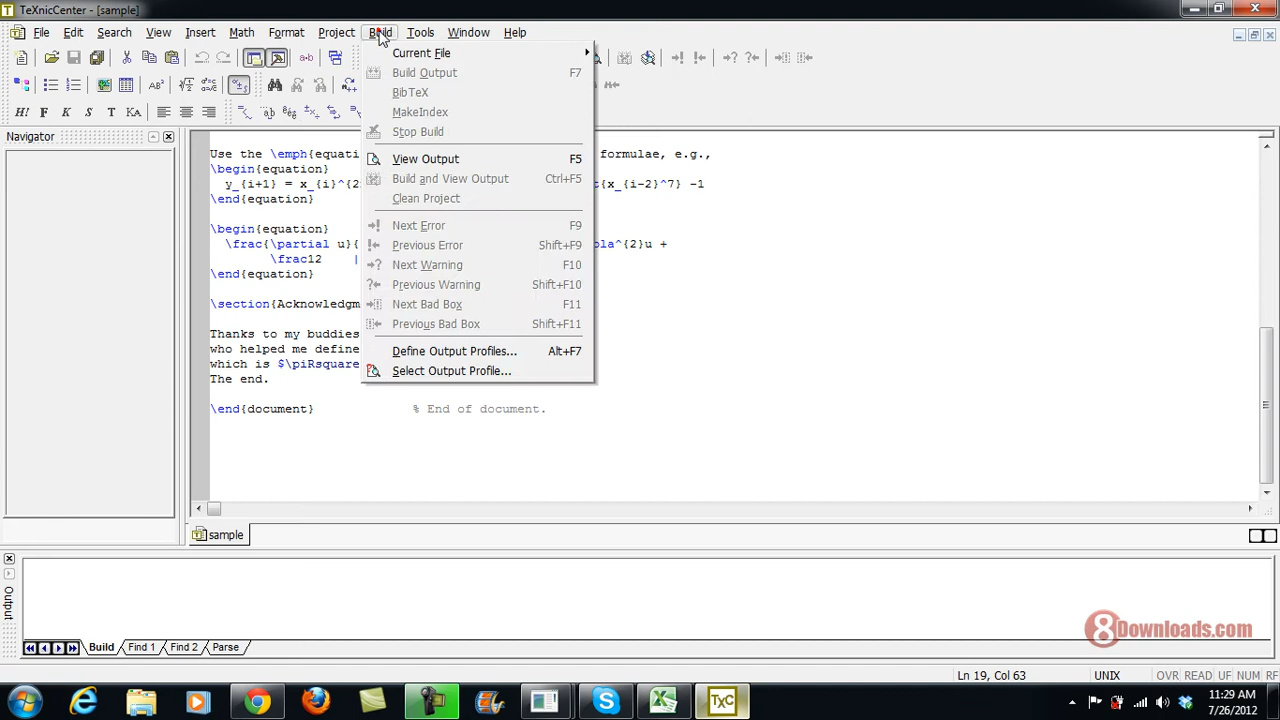 TeXnicCenter - [sample]
File Edit Search View Insert Math Format Project Build Tools Window Help
Current File
Build Output F7
BibTeX
MakeIndex
Stop Build
View Output F5
Build and View Output Ctrl+F5
Clean Project
Next Error F9
Previous Error Shift+F9
Next Warning F10
Previous Warning Shift+F10
Next Bad Box F11
Previous Bad Box Shift+F11
Define Output Profiles... Alt+F7
Select Output Profile...
H! F S T KA
Navigator
Use the \emph{equati formulae, e.g.,
\begin{equation}
y_{i+1} = x_{i}^{2 t{x_{i-2}^7} -1
\end{equation}
\begin{equation}
\frac{\partial u}{ bla^{2}u +
\frac12
\end{equation}
\section{Acknowledgm
Thanks to my buddies
who helped me define
which is $\piRsquare
The end.
\end{document} % End of document.
sample
Output
Build Find 1 Find 2 Parse
8Downloads.com
Ln 19, Col 63 UNIX OVR READ UF NUM RF
TxC
11:29 AM
7/26/2012